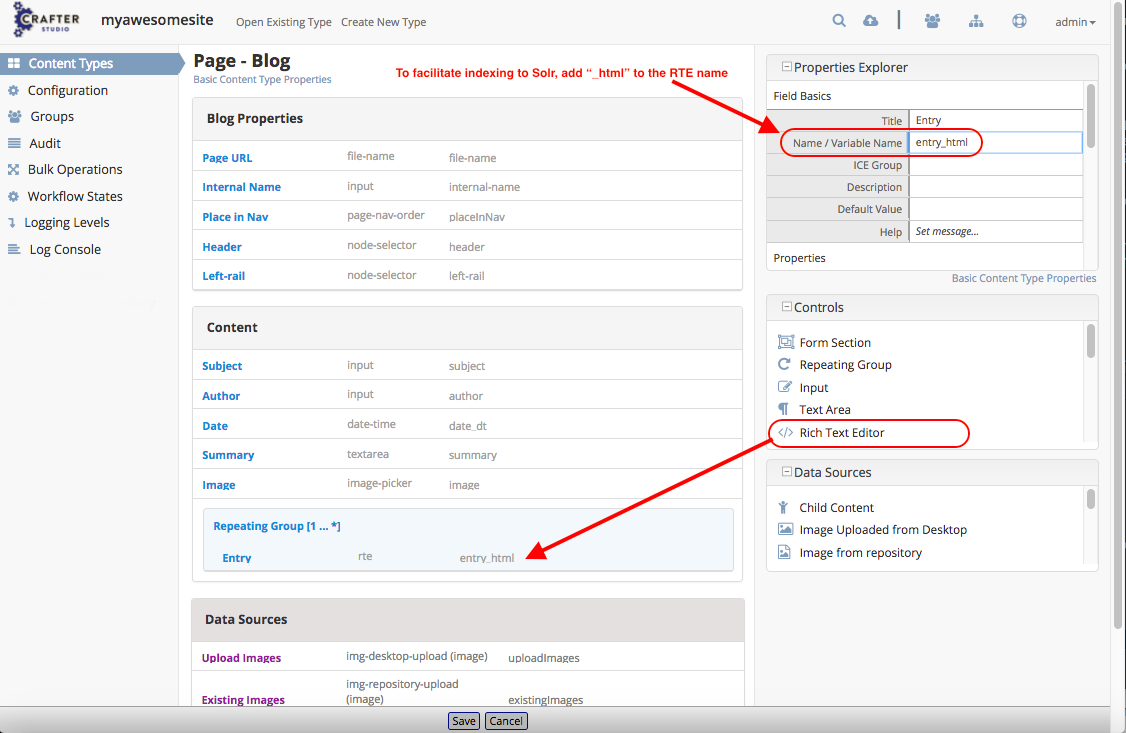 CRAFTER STUDIO
myawesomesite
Open Existing Type
Create New Type
admin
Content Types
Configuration
Groups
Audit
Bulk Operations
Workflow States
Logging Levels
Log Console
Page - Blog
Basic Content Type Properties
To facilitate indexing to Solr, add “_html” to the RTE name
Blog Properties
Page URL file-name file-name
Internal Name input internal-name
Place in Nav page-nav-order placeInNav
Header node-selector header
Left-rail node-selector left-rail
Content
Subject input subject
Author input author
Date date-time date_dt
Summary textarea summary
Image image-picker image
Repeating Group [1 ... *]
Entry rte entry_html
Data Sources
Upload Images img-desktop-upload (image) uploadImages
Existing Images img-repository-upload (image) existingImages
Properties Explorer
Field Basics
Title Entry
Name / Variable Name entry_html
ICE Group
Description
Default Value
Help Set message...
Properties
Basic Content Type Properties
Controls
Form Section
Repeating Group
Input
Text Area
Rich Text Editor
Data Sources
Child Content
Image Uploaded from Desktop
Image from repository
Save Cancel